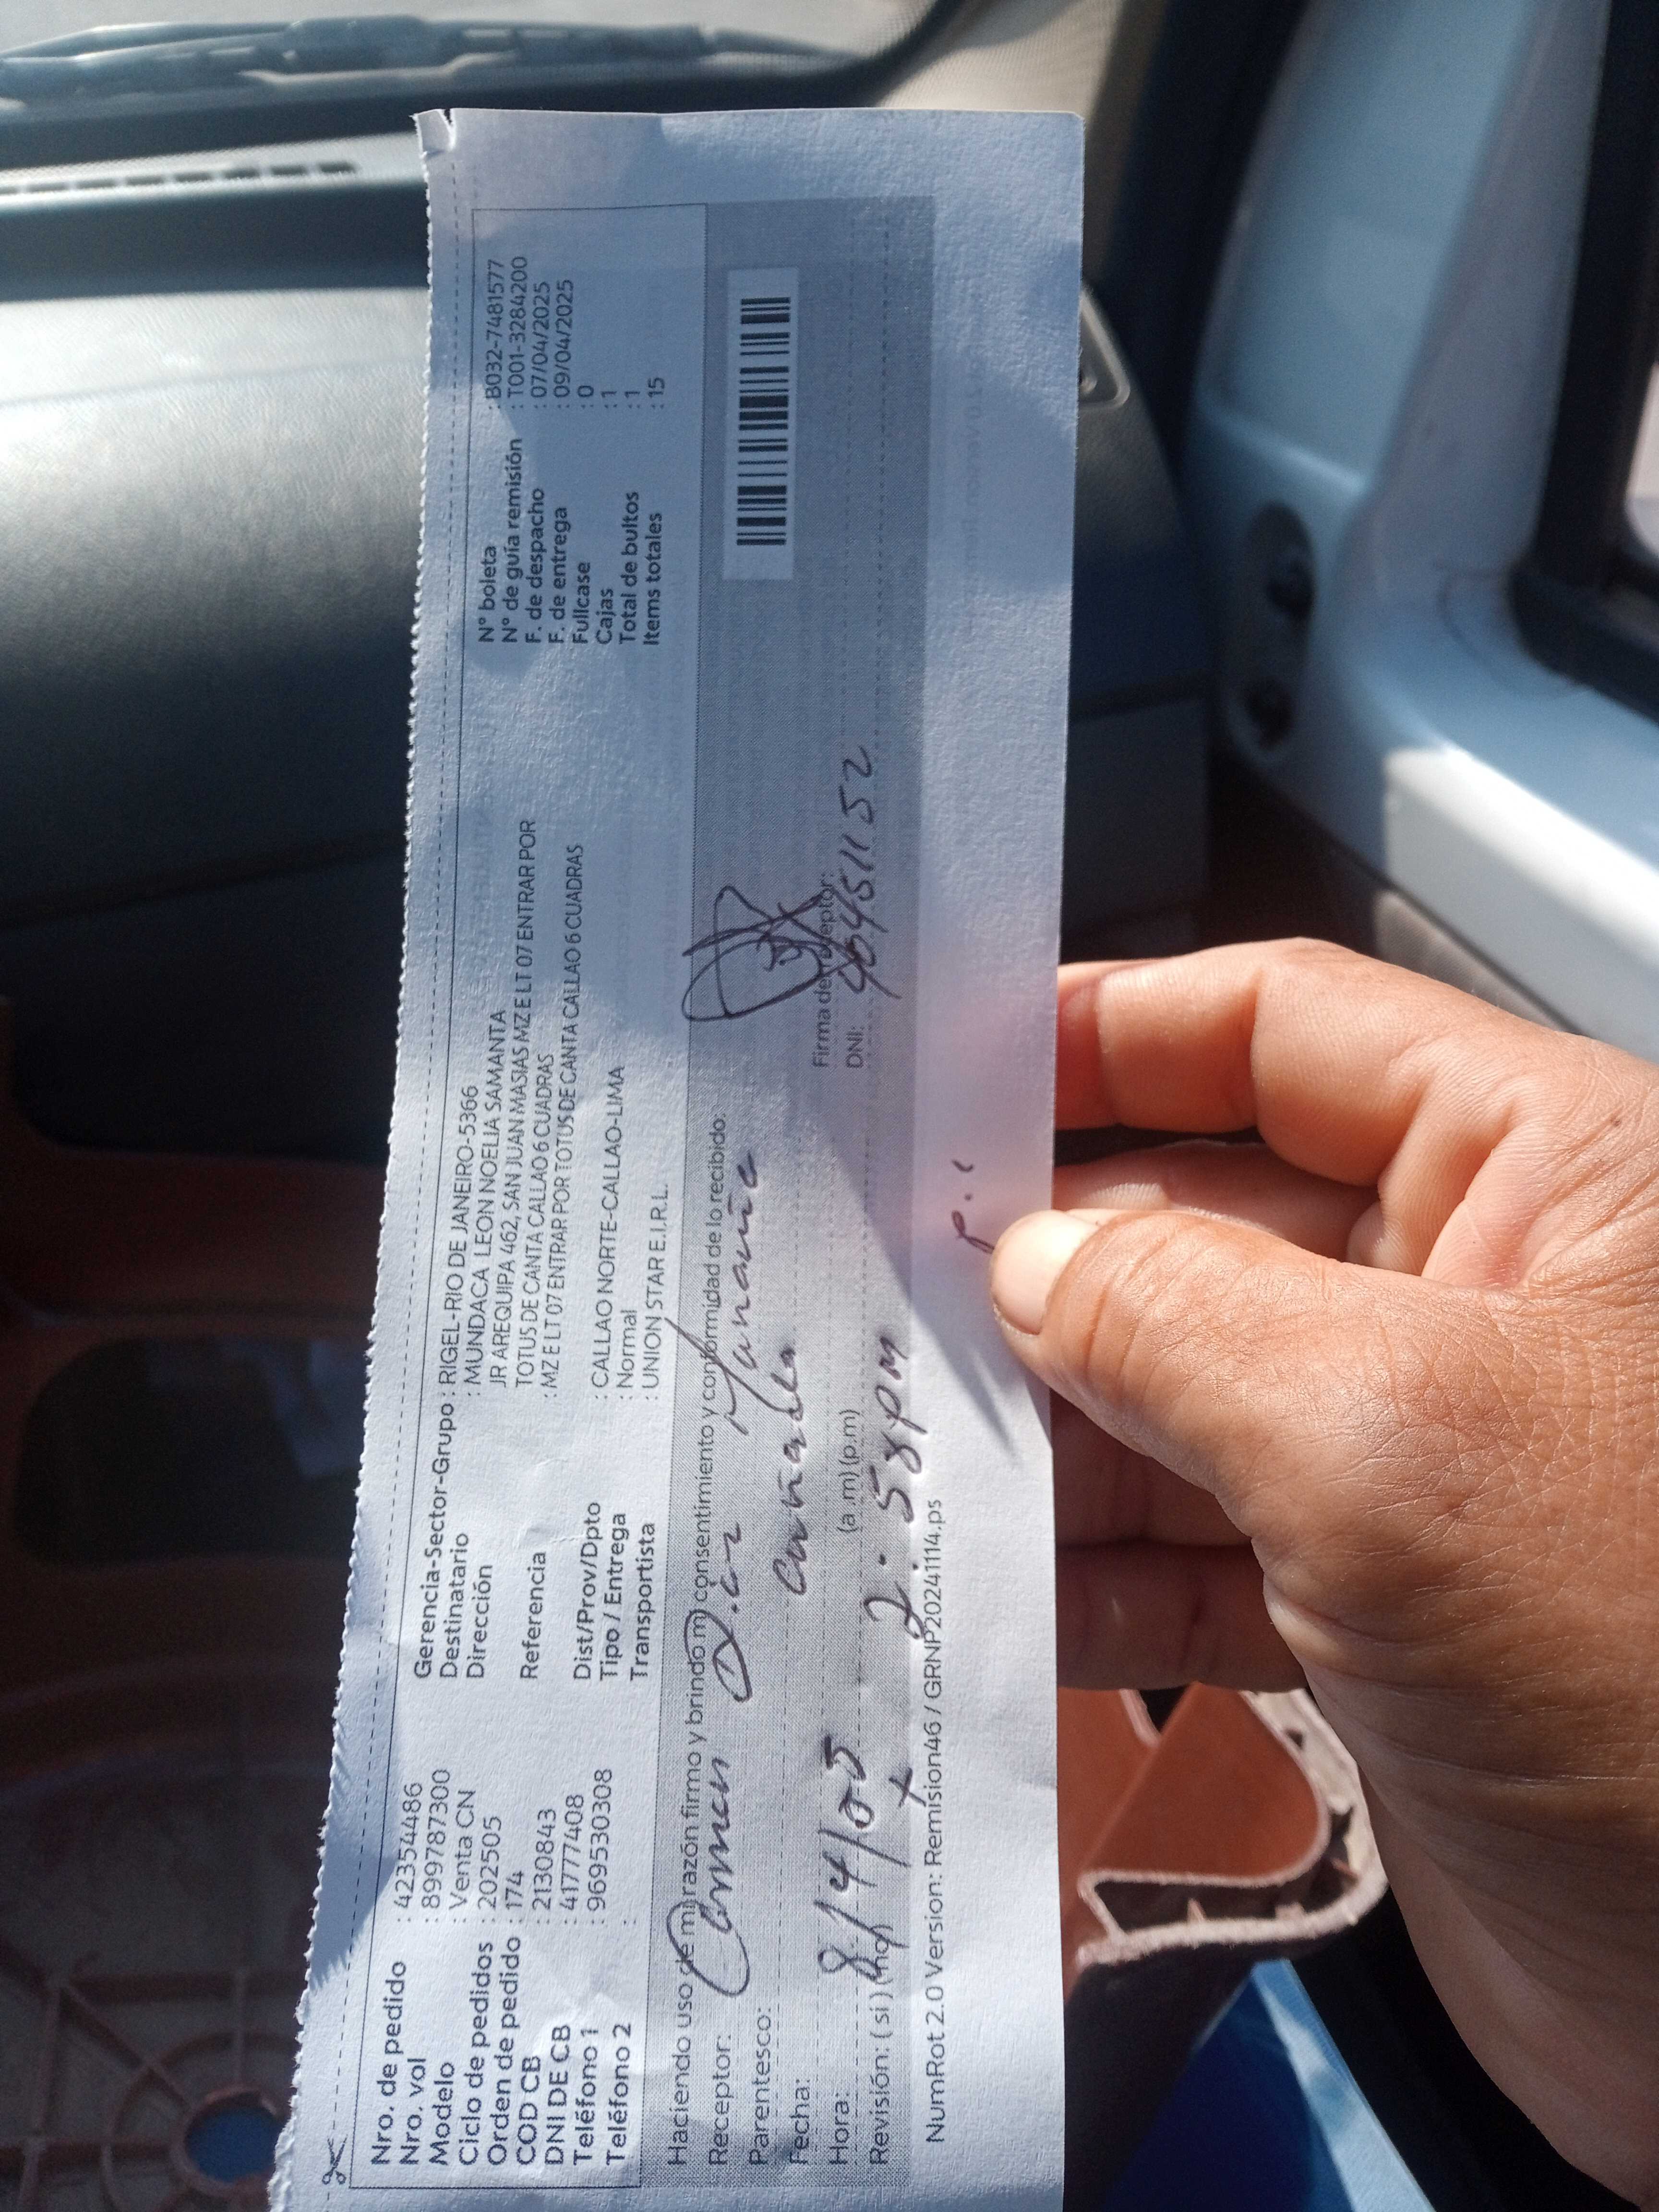 Nro. de pedido : 42354486
Nro. vol : 8997873​00
Modelo : Venta CN
Ciclo de pedidos : 202505
Orden de pedido : 174
COD CB : 2130843
DNI DE CB : 41777408
Teléfono 1 : 969530308
Teléfono 2 :
Gerencia-Sector-Grupo : RIGEL-RIO DE JANEIRO-5366
Destinatario : MUNDACA LEON NOELIA SAMANTA
Dirección JR AREQUIPA 462, SAN JUAN MASIAS MZ E LT 07 ENTRAR POR
TOTUS DE CANTA CALLAO 6 CUADRAS
Referencia : MZ E LT 07 ENTRAR POR TOTUS DE CANTA CALLAO 6 CUADRAS
Dist/Prov/Dpto : CALLAO NORTE-CALLAO-LIMA
Tipo / Entrega : Normal
Transportista : UNION STAR E.I.R.L.
N° boleta : B032-7481577
N° de guía remisión : T001-3284200
F. de despacho : 07/04/2025
F. de entrega : 09/04/2025
Fullcase : 0
Cajas : 1
Total de bultos : 1
Items totales : 15
Haciendo uso de mi razón firmo y brindo mi consentimiento y conformidad de lo recibido:
Receptor: Carmen
Parentesco: cuñada
Fecha: 8/4/
Hora: (a.m) (p.m)
Revisión: ( si ) ( no ) 2.58 pm
Firma del receptor:
DNI: 40451152
NumRot 2.0 Version: Remision46 / GRNP20241114.ps